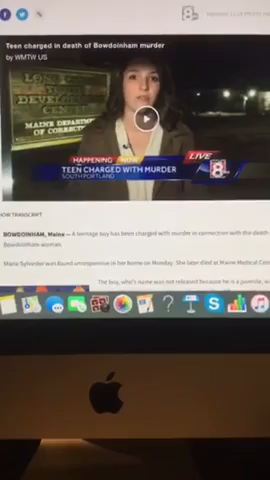 Teen charged in death of Bowdoinham murder
by WMTW US
DEVELOPMENT
CENTER
MAINE DEPARTMENT
OF CORRECTIONS
HAPPENING NOW
LIVE
TEEN CHARGED WITH MURDER
SOUTH PORTLAND
8
TRANSCRIPT
BOWDOINHAM, Maine — A teenage boy has been charged with murder in connection with the death
Bowdoinham woman.
was found unresponsive in her home on Monday. She later died at Maine Medical Cen
The boy, who's name was not released because he is a juvenile,